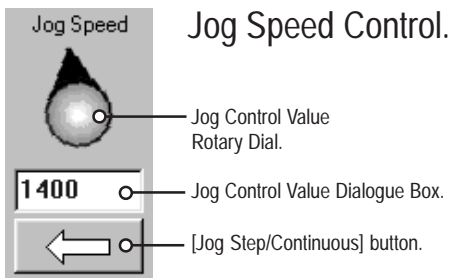 Jog Speed
Jog Speed Control.
Jog Control Value
Rotary Dial.
1400
Jog Control Value Dialogue Box.
[Jog Step/Continuous] button.